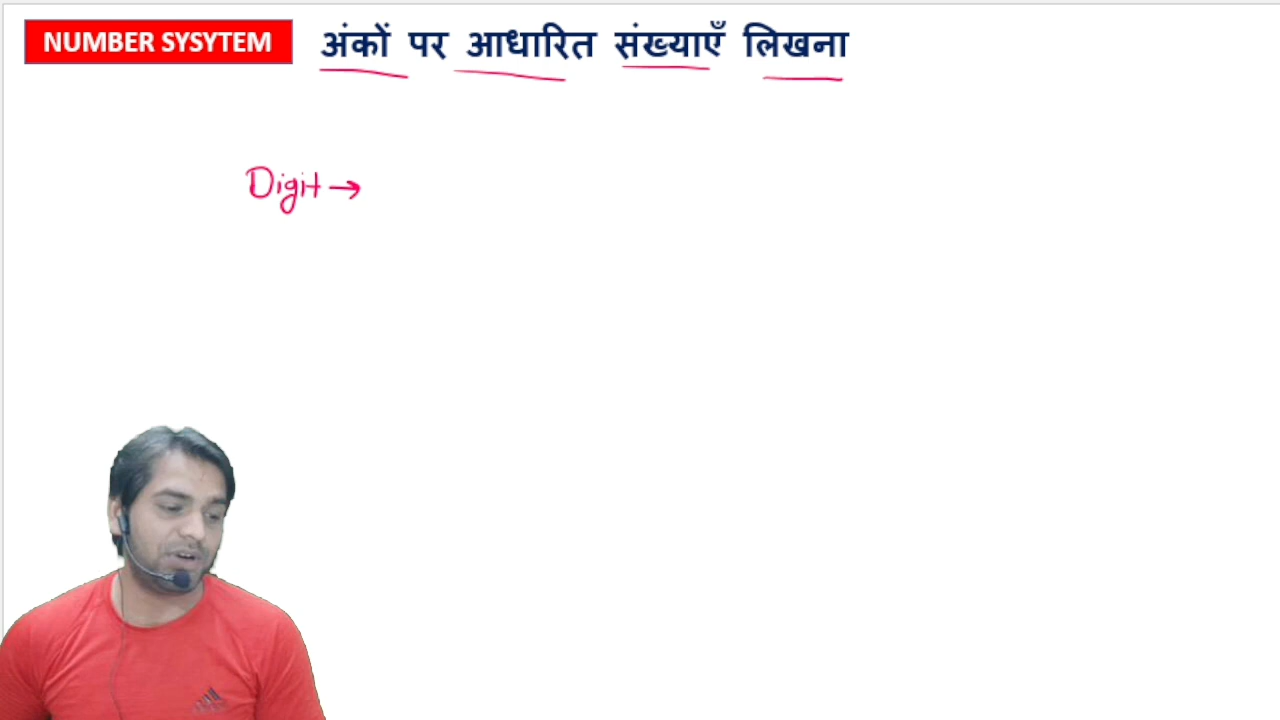 NUMBER SYSYTEM अंकों पर आधारित संख्याएँ लिखना
Digit →